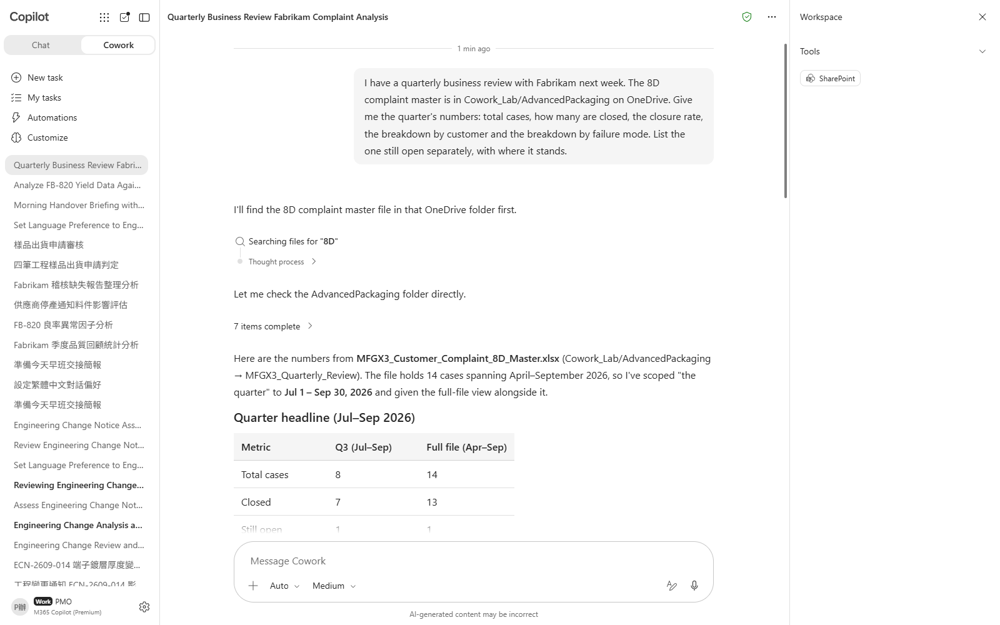 Copilot
Chat
Cowork
New task
My tasks
Automations
Customize
Quarterly Business Review Fabri...
Analyze FB-820 Yield Data Agai...
Morning Handover Briefing with...
Set Language Preference to Eng...
樣品出貨申請審核
四筆工程樣品出貨申請判定
Fabrikam 稽核缺失報告整理分析
供應商停產通知料件影響評估
FB-820 良率異常因子分析
Fabrikam 季度品質回顧統計分析
準備今天早班交接簡報
設定繁體中文對話偏好
準備今天早班交接簡報
Engineering Change Notice Ass...
Review Engineering Change Not...
Set Language Preference to Eng...
Reviewing Engineering Change...
Assess Engineering Change Not...
Engineering Change Analysis a...
Engineering Change Review and...
ECN-2609-014 端子鍍層厚度變...
工程變更通知 ECN-2609-014 影...
P辦
Work PMO
M365 Copilot (Premium)
Quarterly Business Review Fabrikam Complaint Analysis
1 min ago
I have a quarterly business review with Fabrikam next week. The 8D
complaint master is in Cowork_Lab/AdvancedPackaging on OneDrive. Give
me the quarter's numbers: total cases, how many are closed, the closure rate,
the breakdown by customer and the breakdown by failure mode. List the
one still open separately, with where it stands.
I'll find the 8D complaint master file in that OneDrive folder first.
Searching files for "8D"
Thought process
Let me check the AdvancedPackaging folder directly.
7 items complete
Here are the numbers from MFGX3_Customer_Complaint_8D_Master.xlsx (Cowork_Lab/AdvancedPackaging
→ MFGX3_Quarterly_Review). The file holds 14 cases spanning April–September 2026, so I've scoped "the
quarter" to Jul 1 – Sep 30, 2026 and given the full-file view alongside it.
Quarter headline (Jul–Sep 2026)
Metric Q3 (Jul–Sep) Full file (Apr–Sep)
Total cases 8 14
Closed 7 13
Still open 1 1
Message Cowork
Auto Medium
AI-generated content may be incorrect
Workspace
Tools
SharePoint